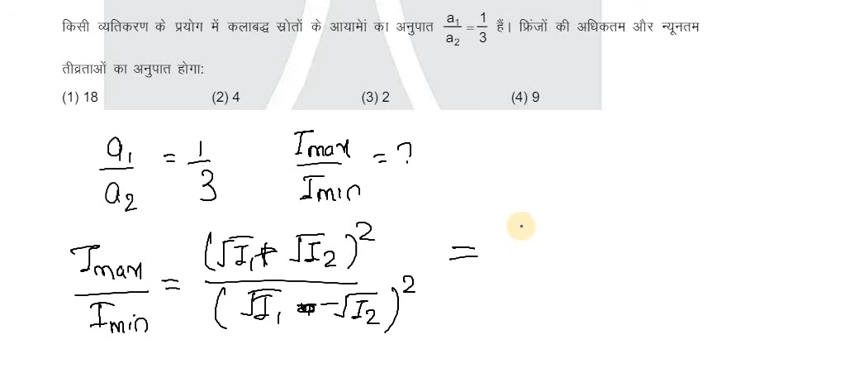 किसी व्यतिकरण के प्रयोग में कलाबद्ध स्रोतों के आयामों का अनुपात a₁/a₂ = 1/3 हैं। फ्रिंजों की अधिकतम और न्यूनतम
तीव्रताओं का अनुपात होगा:
(1) 18 (2) 4 (3) 2 (4) 9
a₁/a₂ = 1/3 Imax/Imin = ?
Imax/Imin = (√I₁ + √I₂)²/(√I₁ - √I₂)² =